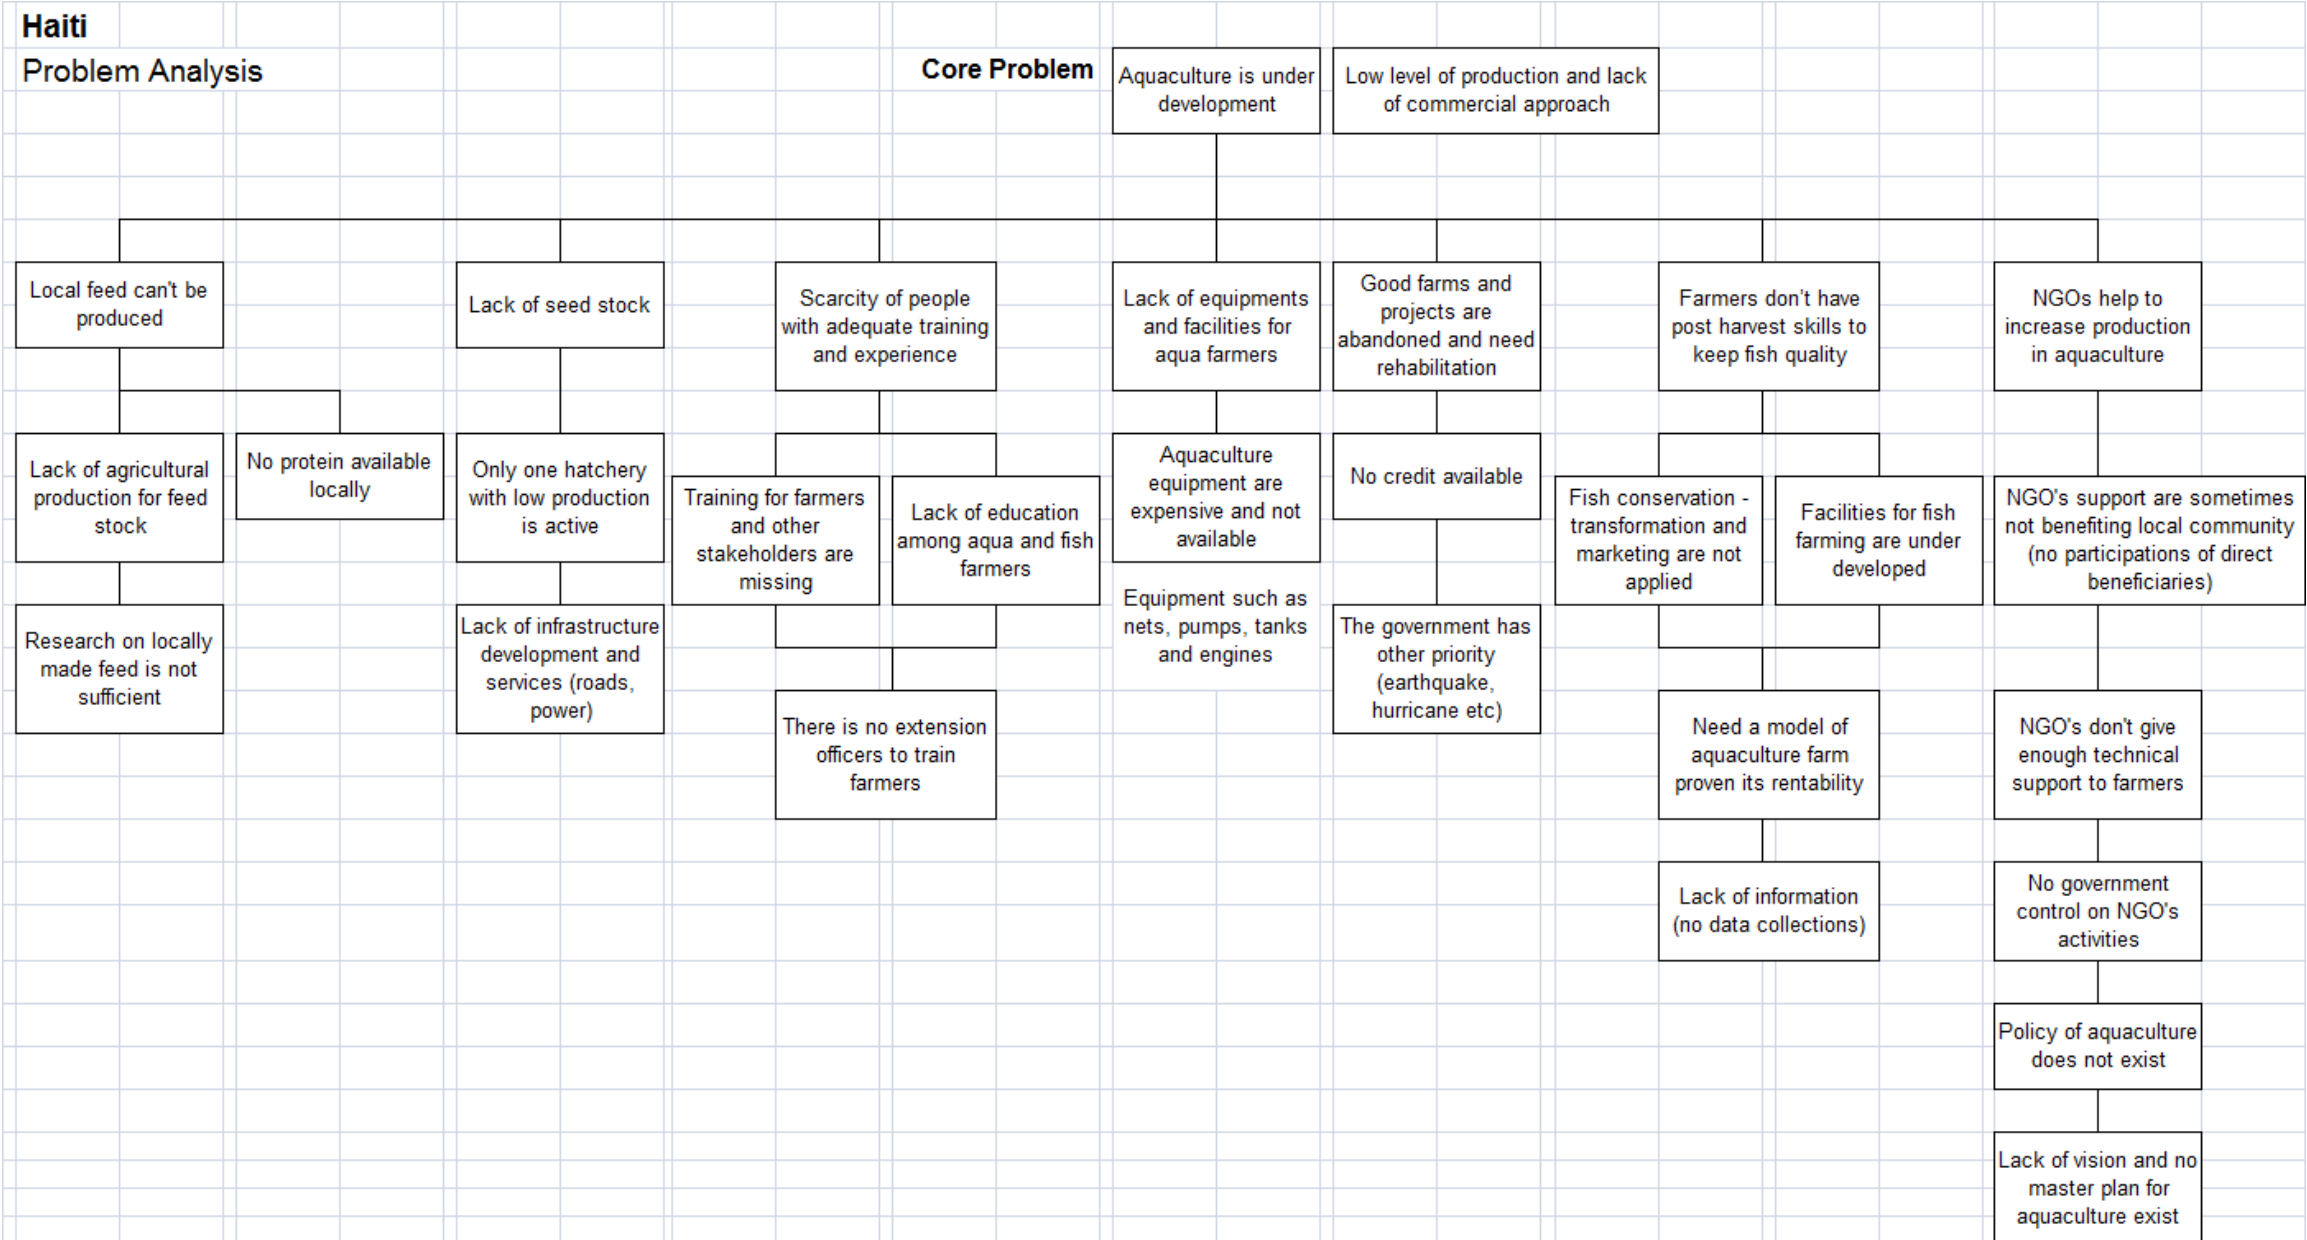 Haiti
Problem Analysis
Core Problem
Aquaculture is under
development
Low level of production and lack
of commercial approach
Local feed can't be
produced
Lack of seed stock
Scarcity of people
with adequate training
and experience
Lack of equipments
and facilities for
aqua farmers
Good farms and
projects are
abandoned and need
rehabilitation
Farmers don't have
post harvest skills to
keep fish quality
NGOs help to
increase production
in aquaculture
Lack of agricultural
production for feed
stock
No protein available
locally
Only one hatchery
with low production
is active
Training for farmers
and other
stakeholders are
missing
Lack of education
among aqua and fish
farmers
Aquaculture
equipment are
expensive and not
available
No credit available
Fish conservation -
transformation and
marketing are not
applied
Facilities for fish
farming are under
developed
NGO's support are sometimes
not benefiting local community
(no participations of direct
beneficiaries)
Research on locally
made feed is not
sufficient
Lack of infrastructure
development and
services (roads,
power)
There is no extension
officers to train
farmers
Equipment such as
nets, pumps, tanks
and engines
The government has
other priority
(earthquake,
hurricane etc)
Need a model of
aquaculture farm
proven its rentability
NGO's don't give
enough technical
support to farmers
Lack of information
(no data collections)
No government
control on NGO's
activities
Policy of aquaculture
does not exist
Lack of vision and no
master plan for
aquaculture exist